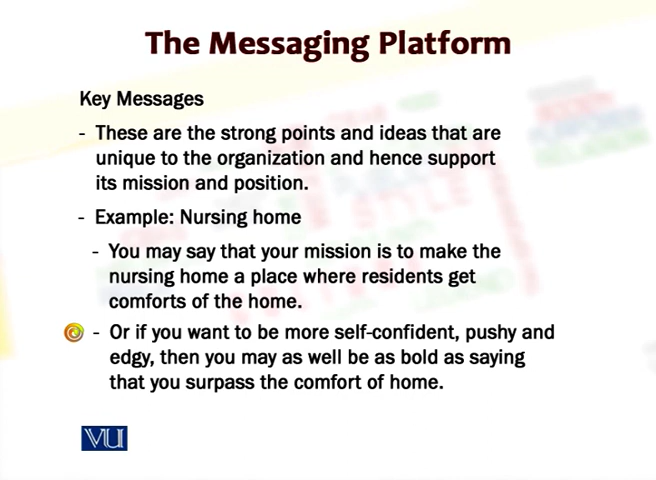 The Messaging Platform
Key Messages
- These are the strong points and ideas that are
unique to the organization and hence support
its mission and position.
- Example: Nursing home
- You may say that your mission is to make the
nursing home a place where residents get
comforts of the home.
- Or if you want to be more self-confident, pushy and
edgy, then you may as well be as bold as saying
that you surpass the comfort of home.
VU